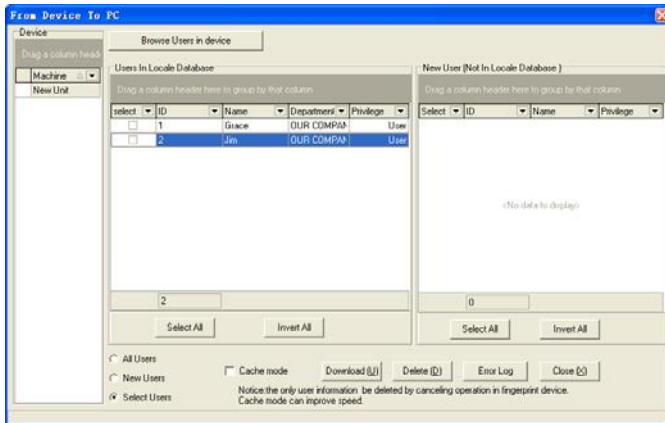 From Device To PC
Device
Browse Users in device
Drag a column head
Users In Locale Database
New User (Not In Locale Database )
Drag a column header here to group by that column
Drag a column header here to group by that column
Machine
New Unit
select ID Name Department Privilege
Select ID Name Privilege
1 Grace OUR COMPAN User
2 Jim OUR COMPAN User
<No data to display>
2
0
Select All Invert All
Select All Invert All
All Users
New Users
Select Users
Cache mode Download (U) Delete (D) Error Log Close (X)
Notice:the only user information be deleted by canceling operation in fingerprint device.
Cache mode can improve speed.